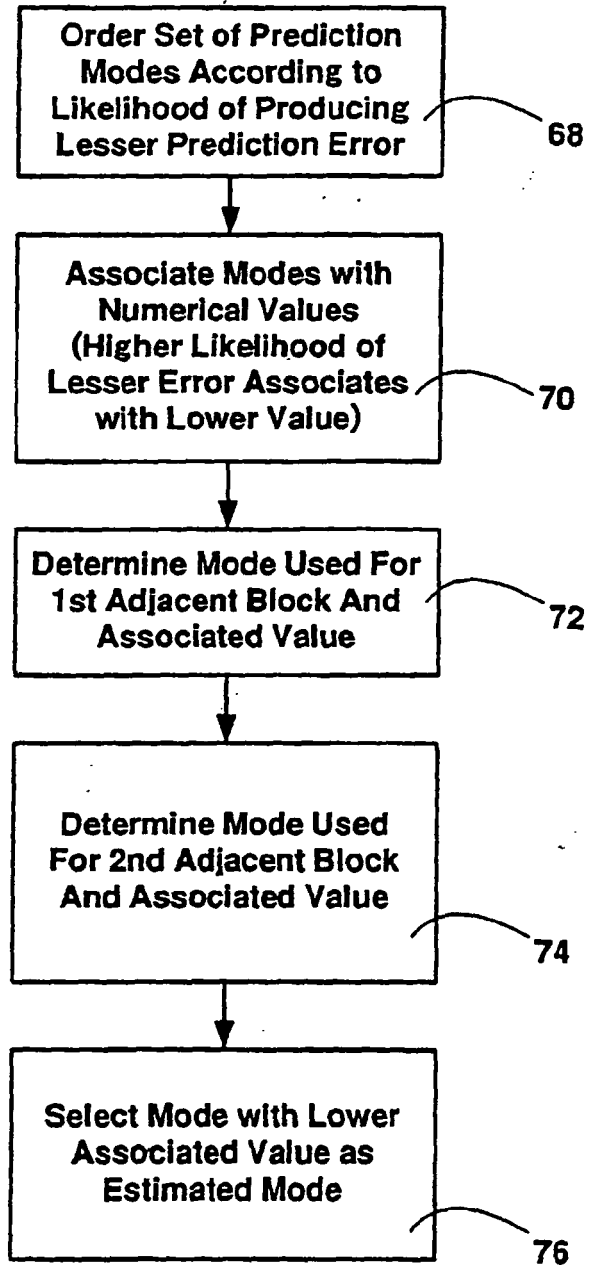 Order Set of Prediction
Modes According to
Likelihood of Producing
Lesser Prediction Error
68
Associate Modes with
Numerical Values
(Higher Likelihood of
Lesser Error Associates
with Lower Value)
70
Determine Mode Used For
1st Adjacent Block And
Associated Value
72
Determine Mode Used
For 2nd Adjacent Block
And Associated Value
74
Select Mode with Lower
Associated Value as
Estimated Mode
76